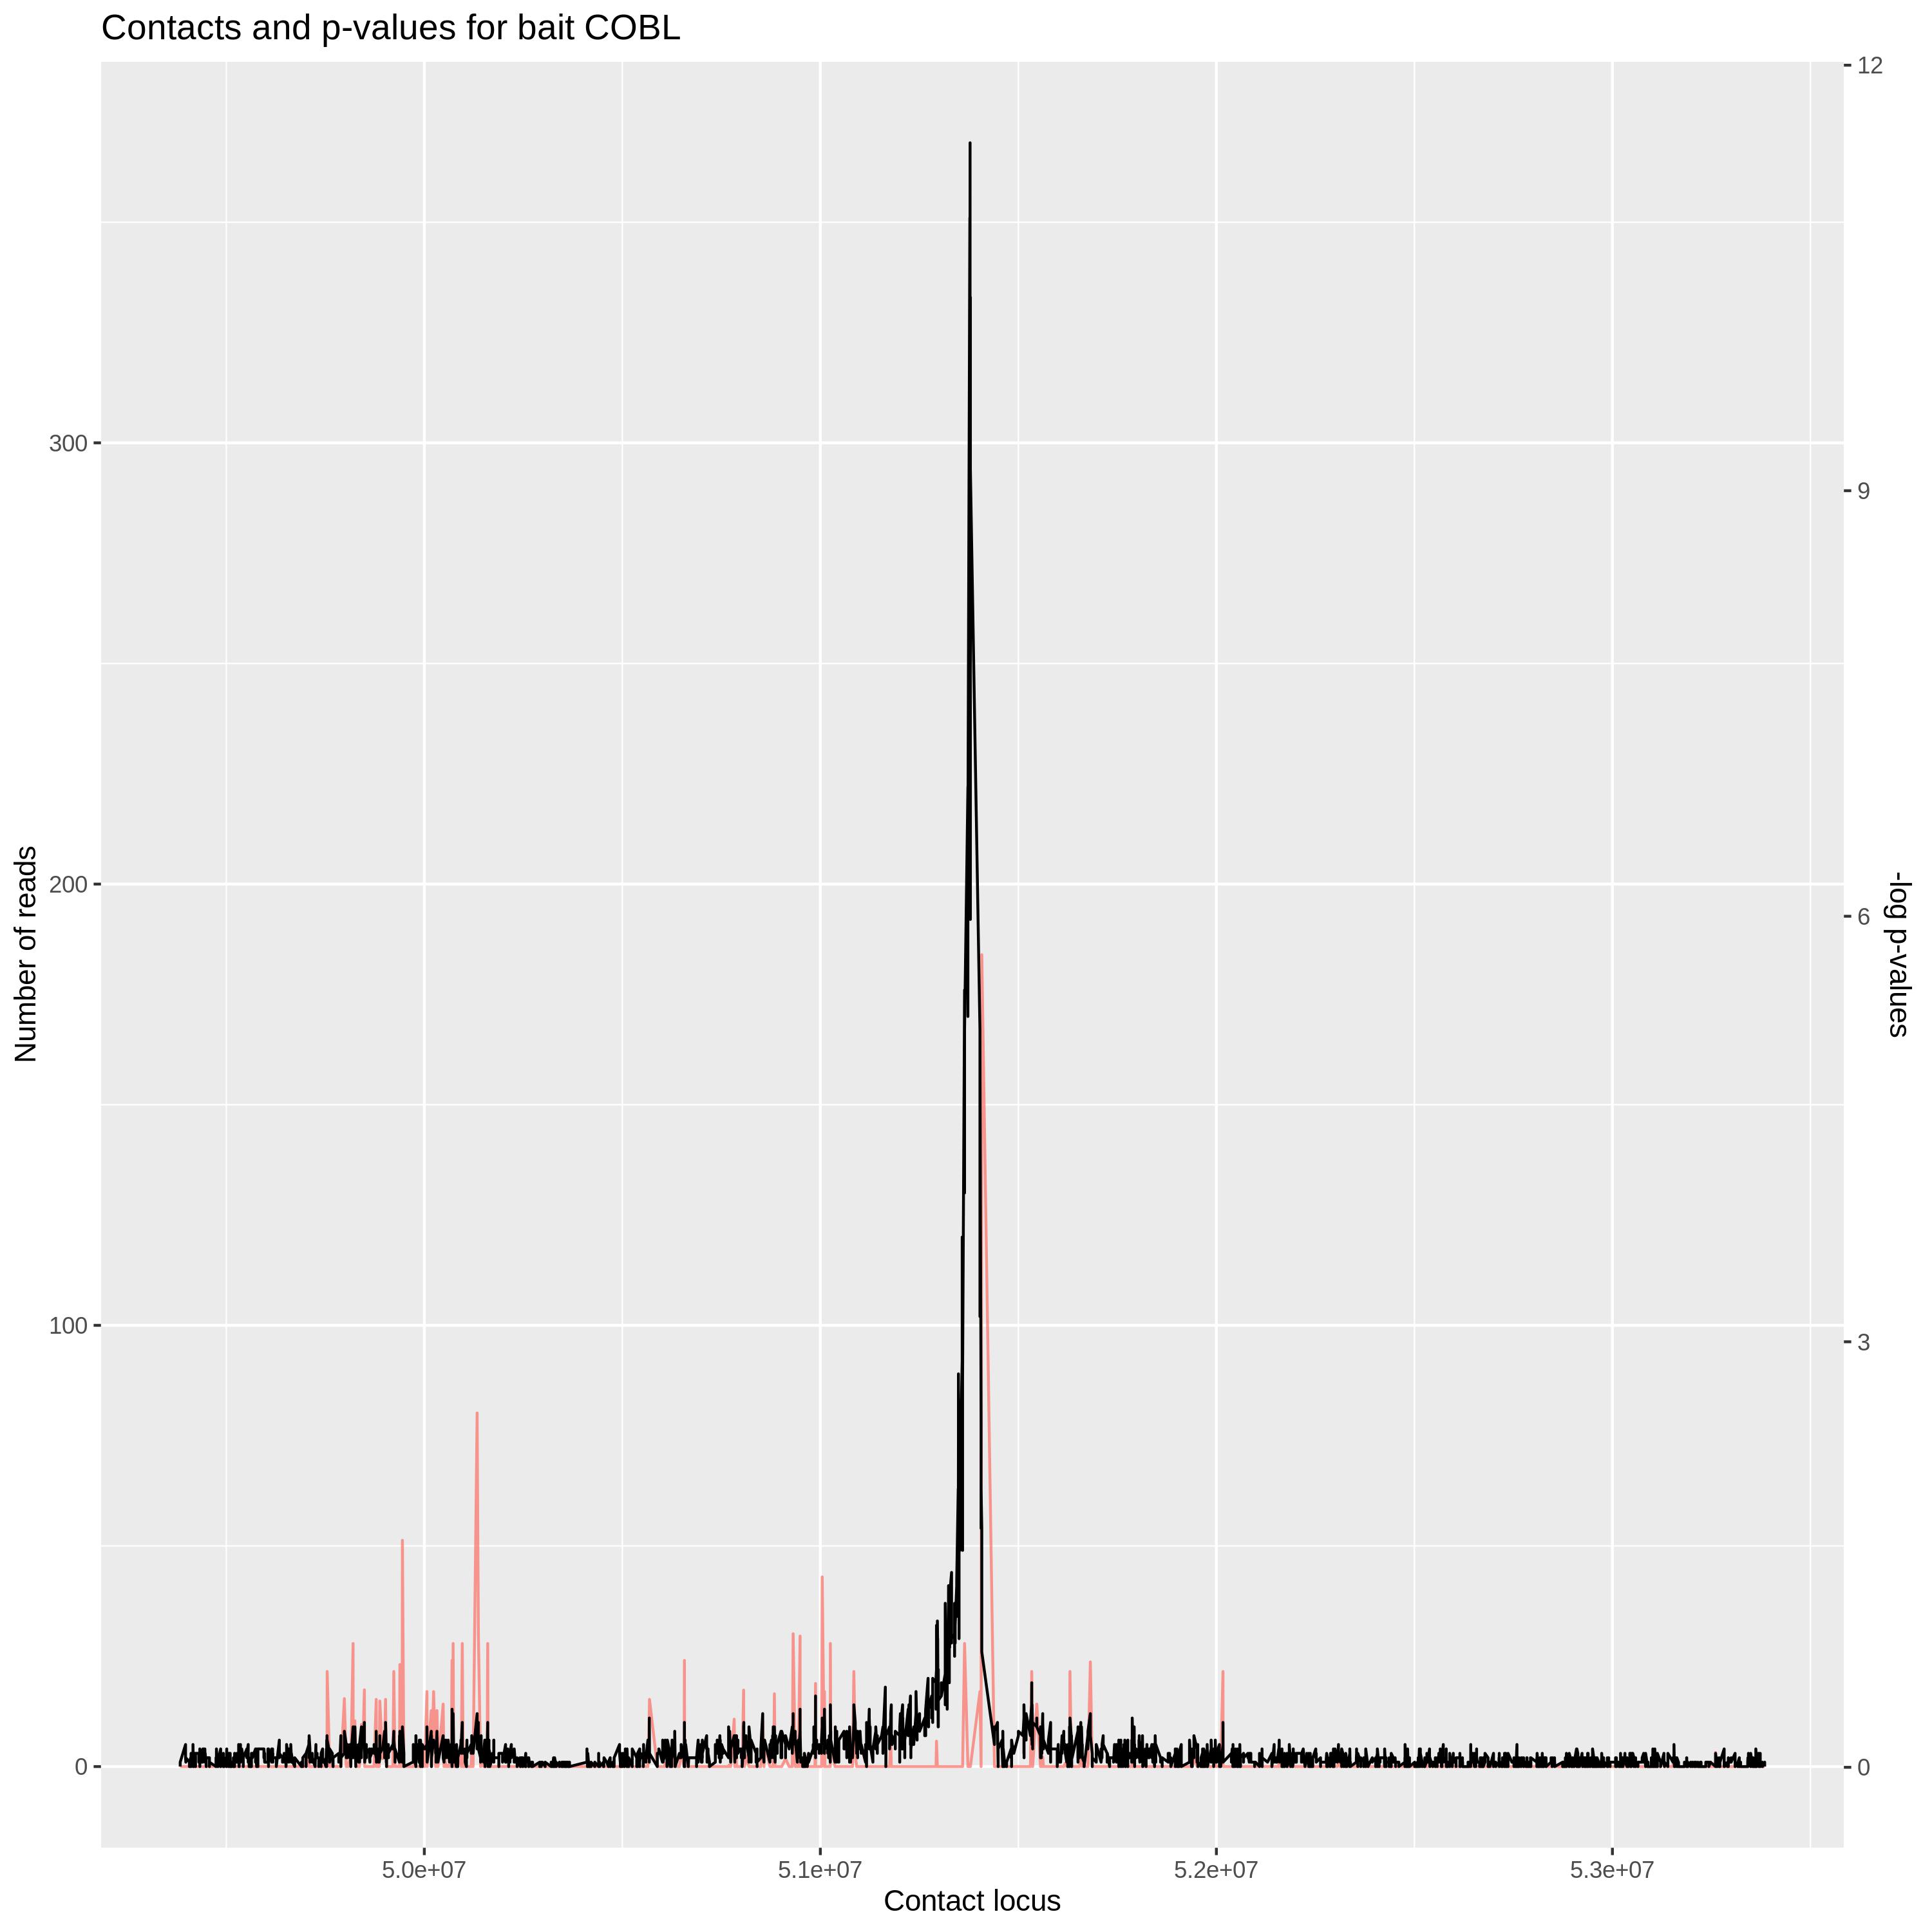 Contacts and p-values for bait COBL
12
9
6
3
0
300
200
100
0
Number of reads
-log p-values
5.0e+07
5.1e+07
5.2e+07
5.3e+07
Contact locus